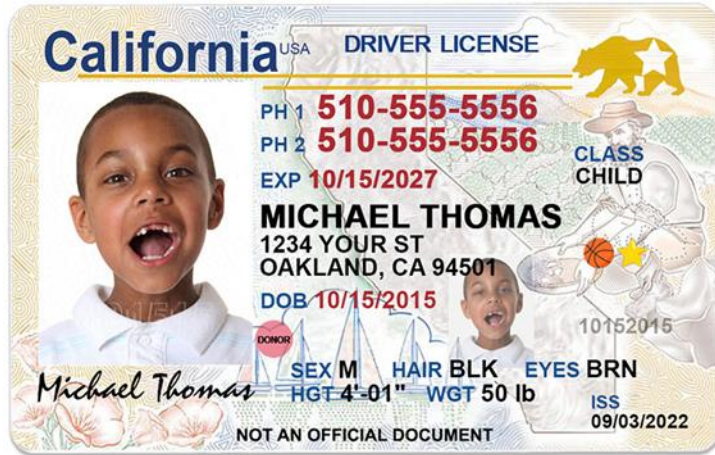 California USA DRIVER LICENSE
PH 1 510-555-5556
PH 2 510-555-5556
CLASS
CHILD
EXP 10/15/2027
MICHAEL THOMAS
1234 YOUR ST
OAKLAND, CA 94501
DOB 10/15/2015
10152015
DONOR
SEX M HAIR BLK EYES BRN
HGT 4'-01" WGT 50 lb
ISS
09/03/2022
Michael Thomas
NOT AN OFFICIAL DOCUMENT